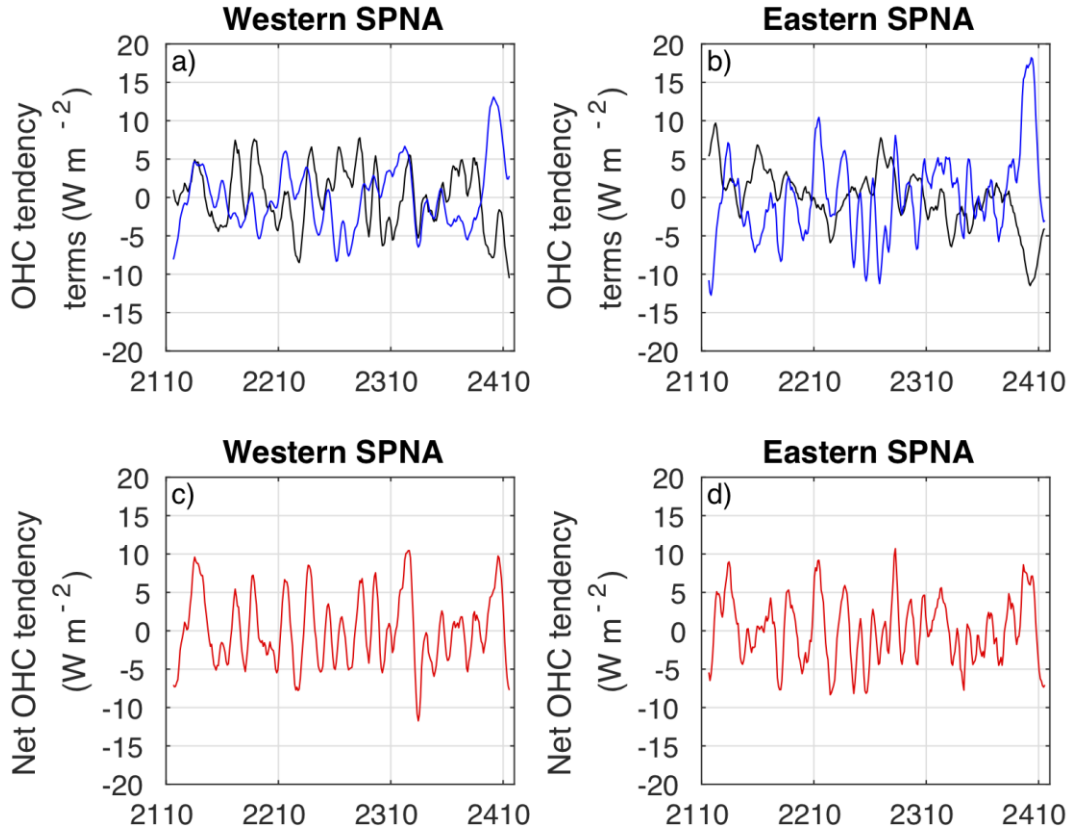 Western SPNA
a)
OHC tendency
terms (W m -2)
20
15
10
5
0
-5
-10
-15
-20
2110 2210 2310 2410
Eastern SPNA
b)
OHC tendency
terms (W m -2)
20
15
10
5
0
-5
-10
-15
-20
2110 2210 2310 2410
Western SPNA
c)
Net OHC tendency
(W m -2)
20
15
10
5
0
-5
-10
-15
-20
2110 2210 2310 2410
Eastern SPNA
d)
Net OHC tendency
(W m -2)
20
15
10
5
0
-5
-10
-15
-20
2110 2210 2310 2410